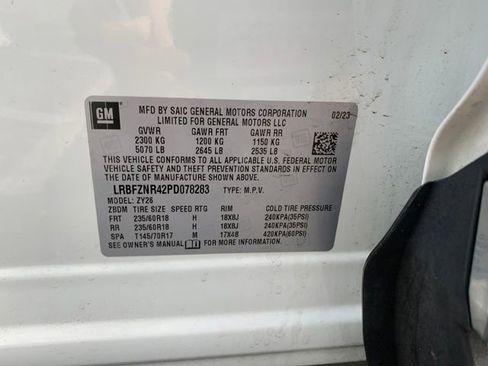 GM
MFD BY SAIC GENERAL MOTORS CORPORATION 02/23
LIMITED FOR GENERAL MOTORS LLC
GVWR GAWR FRT GAWR RR
2300 KG 1200 KG 1150 KG
5070 LB 2645 LB 2535 LB
THIS VEHICLE CONFORMS TO ALL APPLICABLE U.S. FEDERAL MOTOR
VEHICLE SAFETY AND THEFT PREVENTION STANDARDS IN EFFECT ON
THE DATE OF MANUFACTURE SHOWN ABOVE.
LRBFZNR42PD078283 TYPE: M.P.V.
MODEL: ZY26
ZBDM TIRE SIZE SPEED RTG RIM COLD TIRE PRESSURE
FRT 235/60R18 H 18X8J 240KPA(35PSI)
RR 235/60R18 H 18X8J 240KPA(35PSI)
SPA T145/70R17 M 17X4B 420KPA(60PSI)
SEE OWNER'S MANUAL